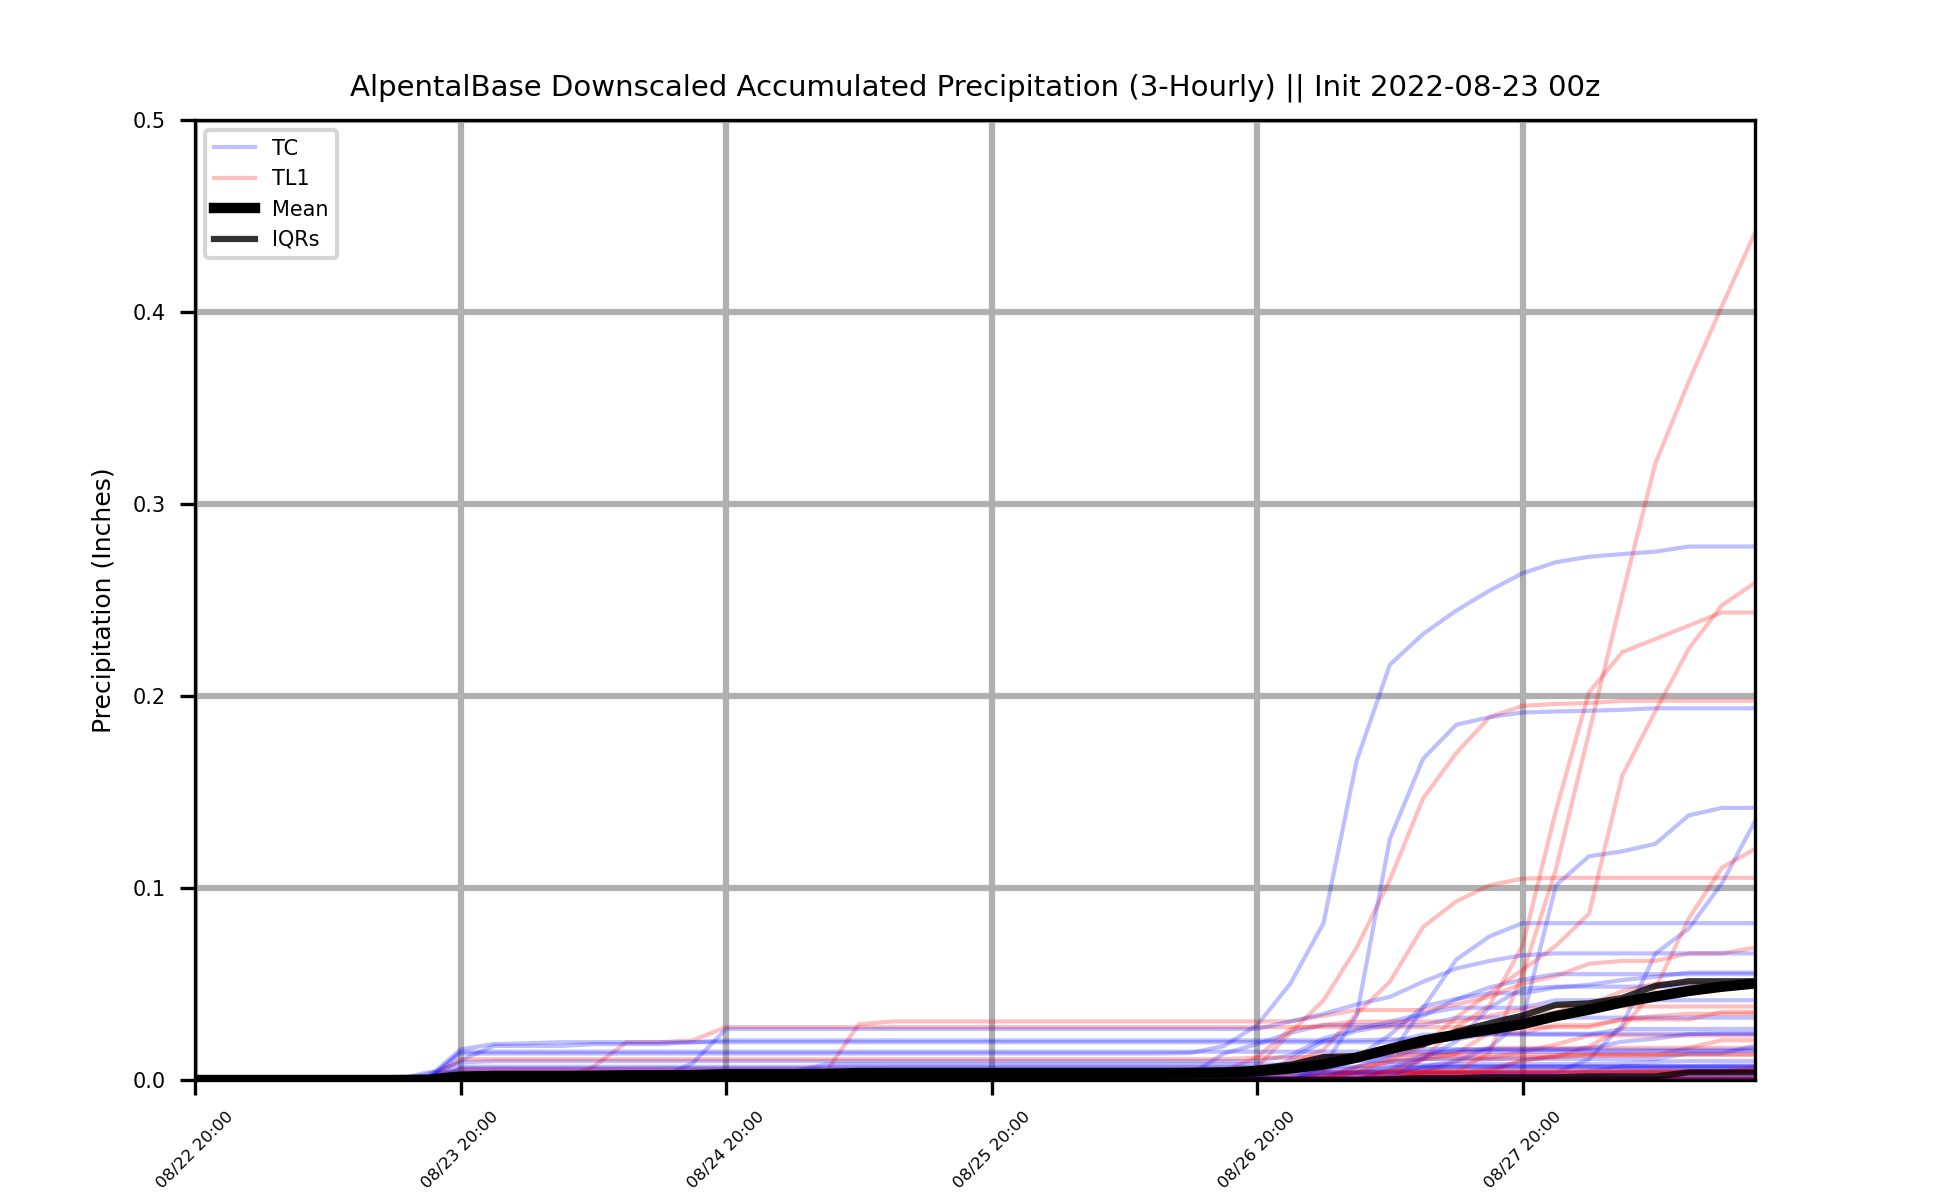 AlpentalBase Downscaled Accumulated Precipitation (3-Hourly) || Init 2022-08-23 00z
TC
TL1
Mean
IQRs
Precipitation (Inches)
0.5
0.4
0.3
0.2
0.1
0.0
08/22 20:00
08/23 20:00
08/24 20:00
08/25 20:00
08/26 20:00
08/27 20:00